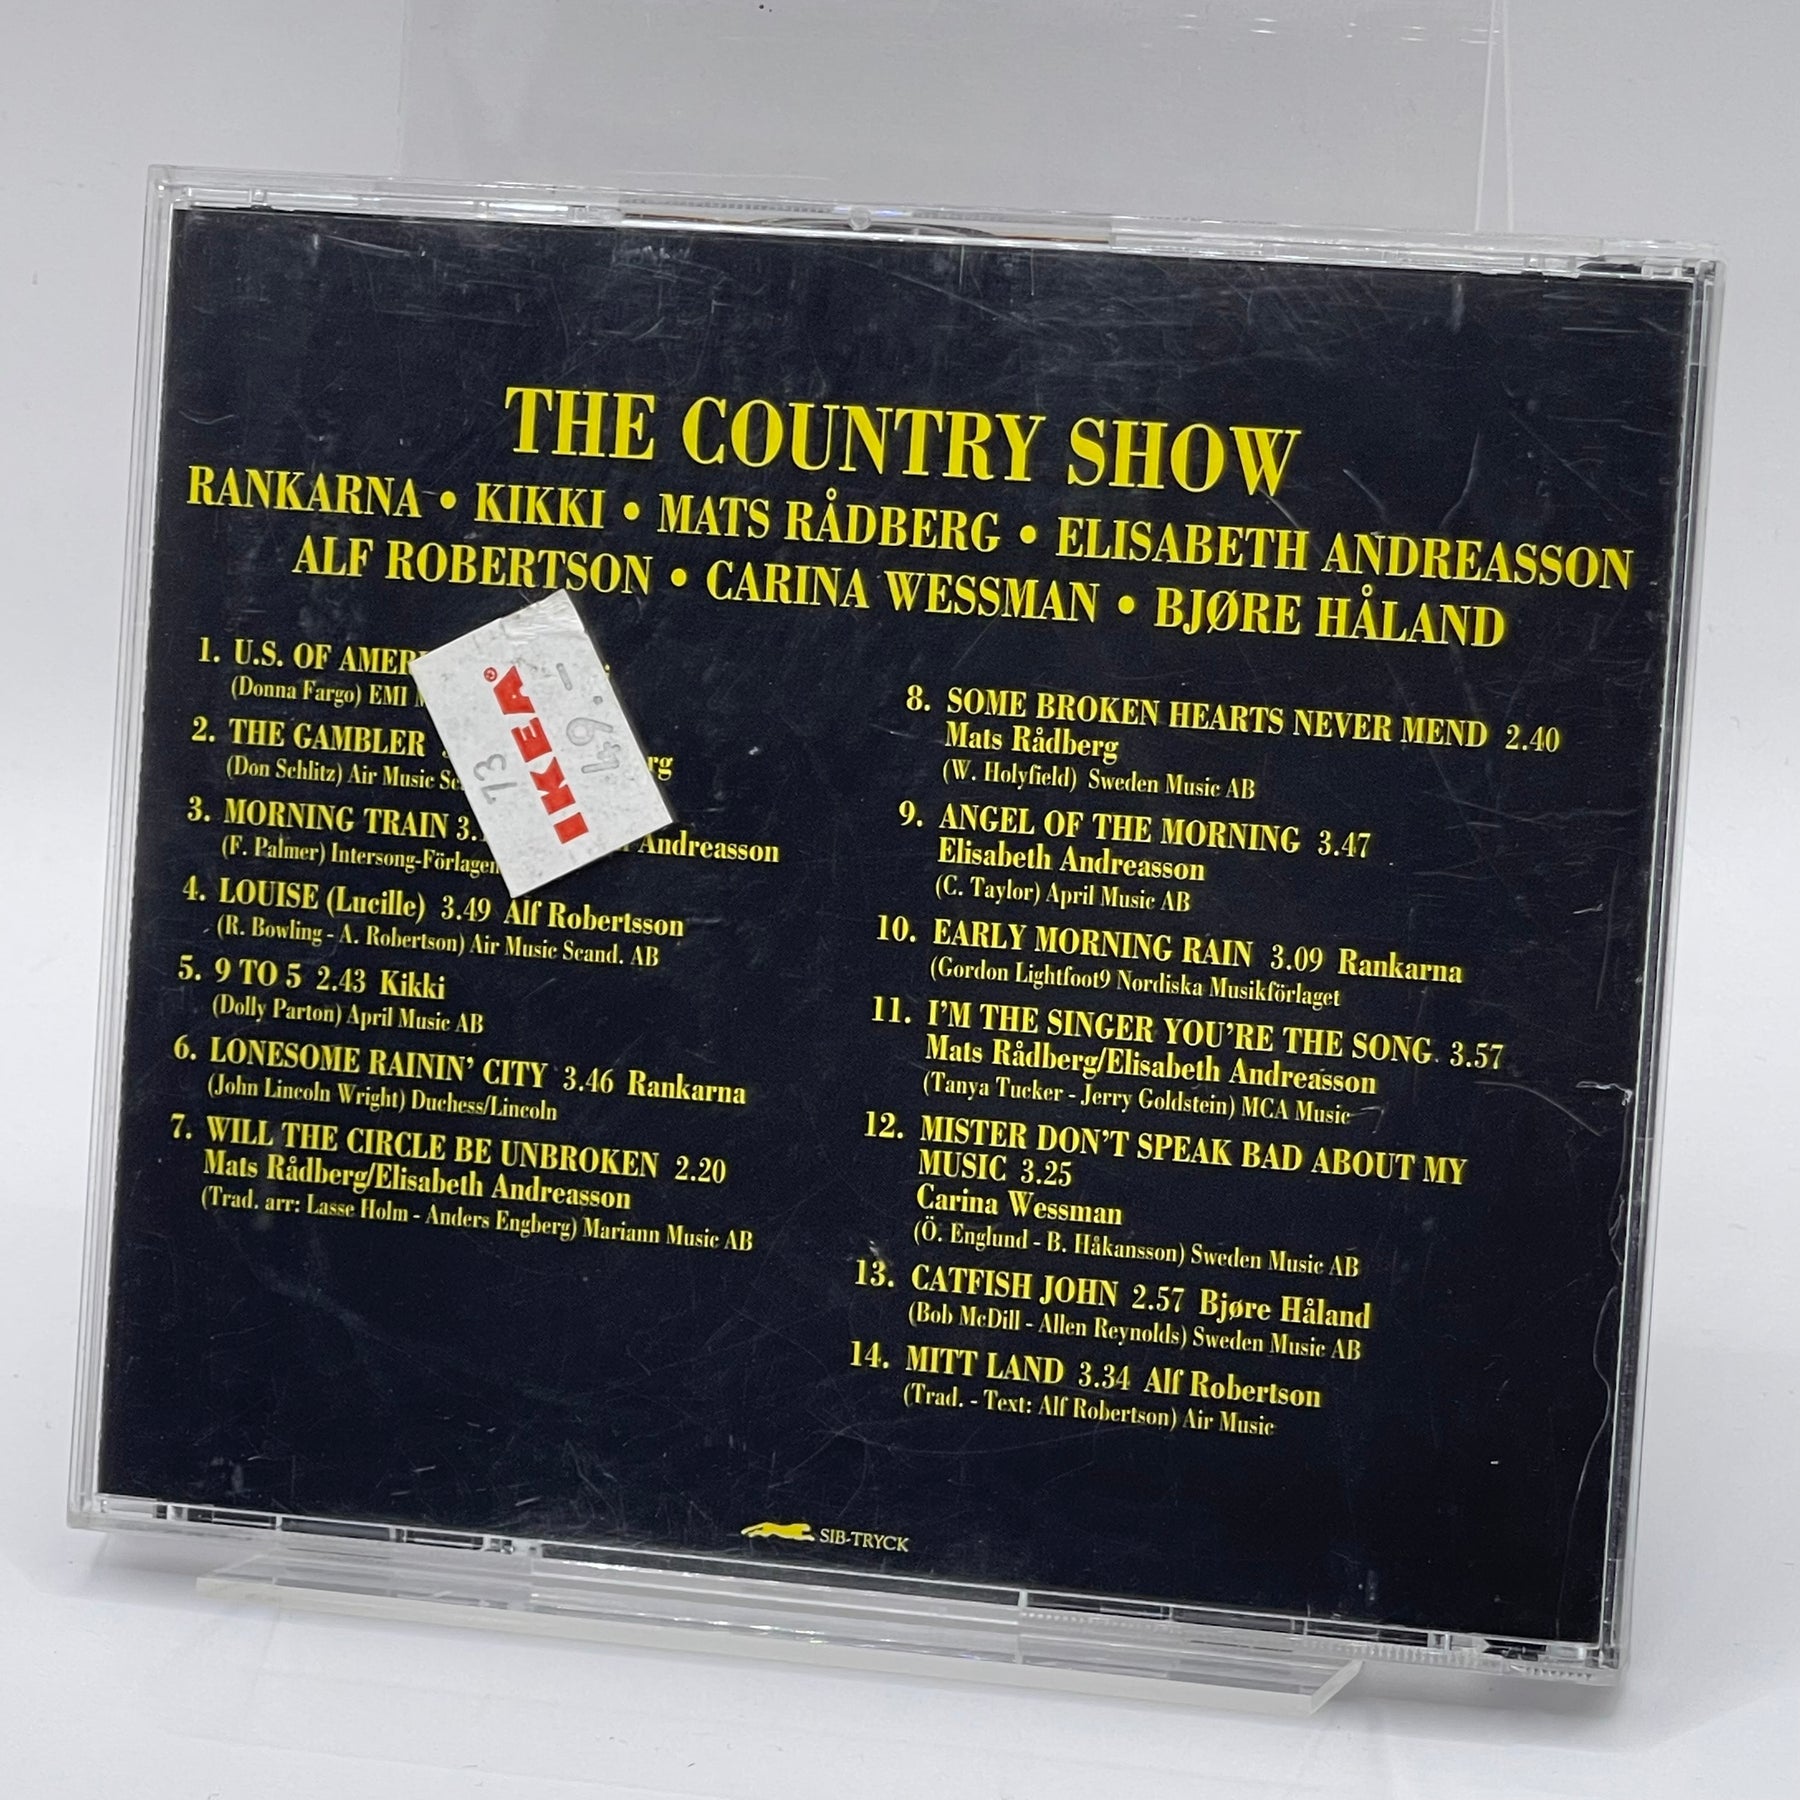 THE COUNTRY SHOW
RANKARNA • KIKKI • MATS RÅDBERG • ELISABETH ANDREASSON
ALF ROBERTSON • CARINA WESSMAN • BJØRE HÅLAND
1. U.S. OF
(Donna Fargo) EMI
2. THE GAMBLER
(Don Schlitz) Air Music
3. MORNING TRAIN Andreasson
(F. Palmer) Intersong-Förlagen
4. LOUISE (Lucille) 3.49 Alf Robertsson
(R. Bowling - A. Robertson) Air Music Scand. AB
5. 9 TO 5 2.43 Kikki
(Dolly Parton) April Music AB
6. LONESOME RAININ' CITY 3.46 Rankarna
(John Lincoln Wright) Duchess/Lincoln
7. WILL THE CIRCLE BE UNBROKEN 2.20
Mats Rådberg/Elisabeth Andreasson
(Trad. arr: Lasse Holm - Anders Engberg) Mariann Music AB
73
IKEA
49.-
8. SOME BROKEN HEARTS NEVER MEND 2.40
Mats Rådberg
(W. Holyfield) Sweden Music AB
9. ANGEL OF THE MORNING 3.47
Elisabeth Andreasson
(C. Taylor) April Music AB
10. EARLY MORNING RAIN 3.09 Rankarna
(Gordon Lightfoot9 Nordiska Musikförlaget
11. I'M THE SINGER YOU'RE THE SONG 3.57
Mats Rådberg/Elisabeth Andreasson
(Tanya Tucker - Jerry Goldstein) MCA Music
12. MISTER DON'T SPEAK BAD ABOUT MY
MUSIC 3.25
Carina Wessman
(Ö. Englund - B. Håkansson) Sweden Music AB
13. CATFISH JOHN 2.57 Bjøre Håland
(Bob McDill - Allen Reynolds) Sweden Music AB
14. MITT LAND 3.34 Alf Robertson
(Trad. - Text: Alf Robertson) Air Music
SIB-TRYCK